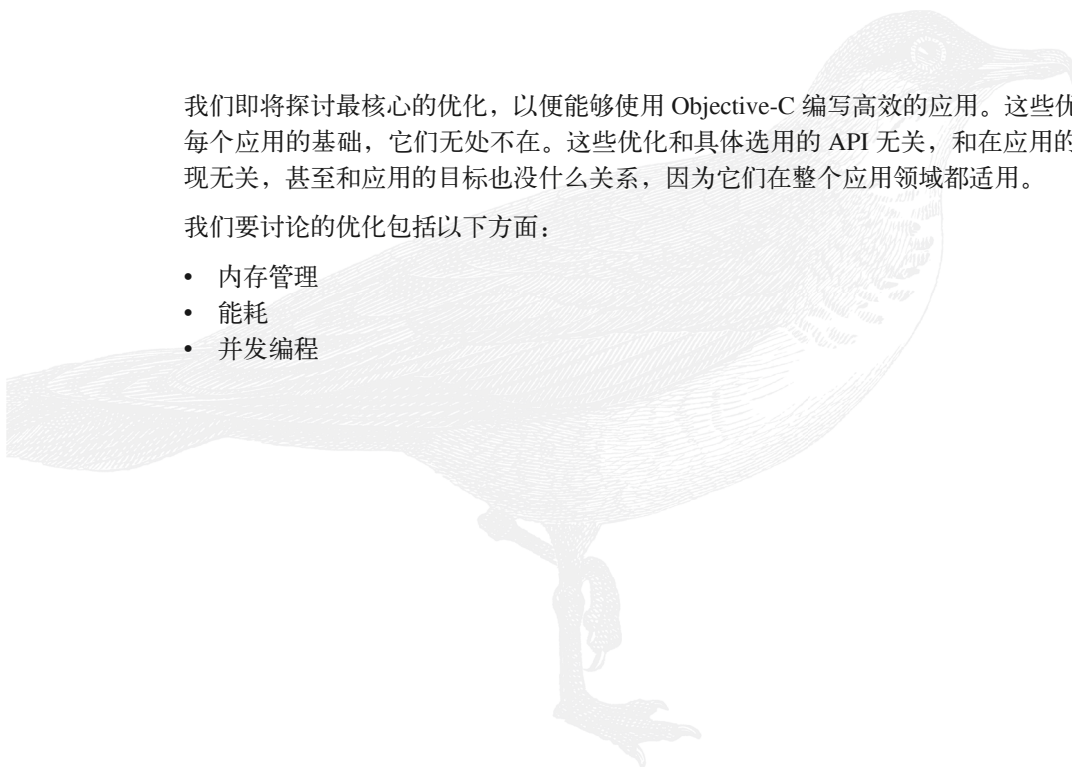 我们即将探讨最核心的优化，以便能够使用 Objective-C 编写高效的应用。这些优
每个应用的基础，它们无处不在。这些优化和具体选用的 API 无关，和在应用的
现无关，甚至和应用的目标也没什么关系，因为它们在整个应用领域都适用。
我们要讨论的优化包括以下方面：
• 内存管理
• 能耗
• 并发编程